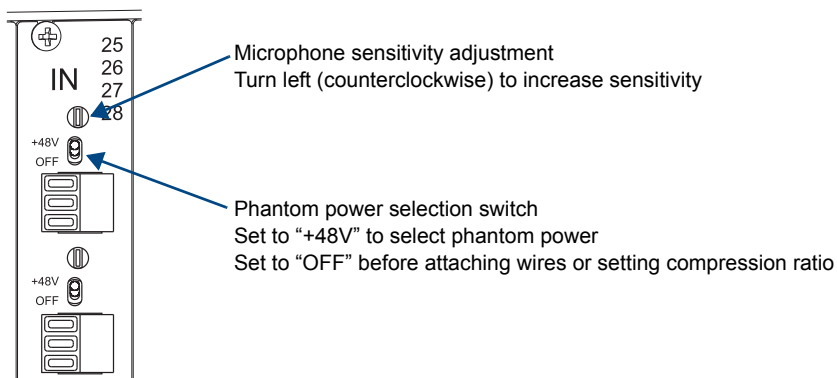 25
26
IN
27
28
+48V
OFF
+48V
OFF
Microphone sensitivity adjustment
Turn left (counterclockwise) to increase sensitivity
Phantom power selection switch
Set to “+48V” to select phantom power
Set to “OFF” before attaching wires or setting compression ratio